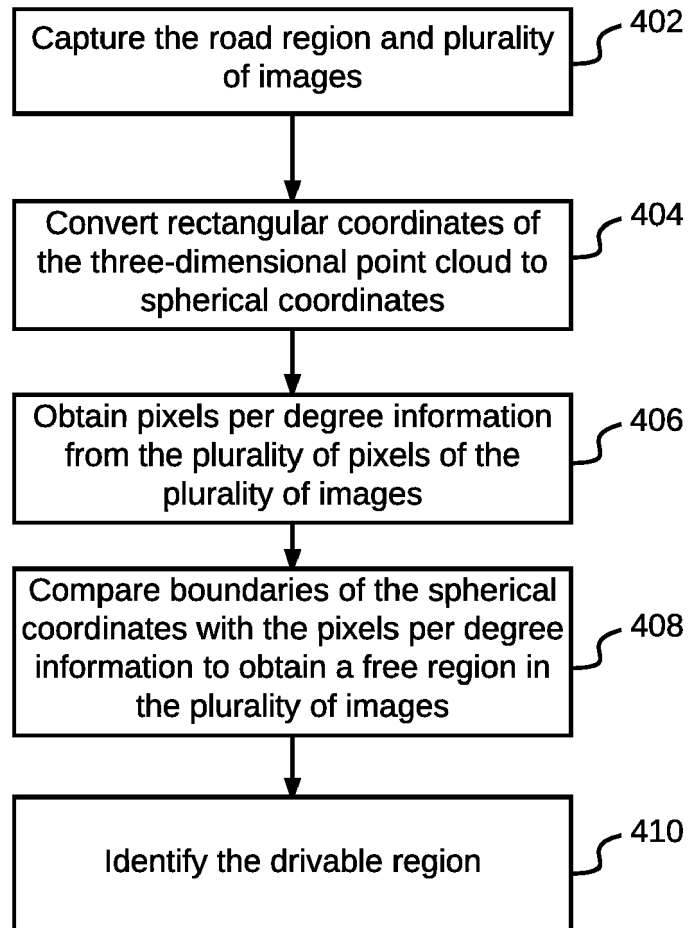 Capture the road region and plurality
of images
402
Convert rectangular coordinates of
the three-dimensional point cloud to
spherical coordinates
404
Obtain pixels per degree information
from the plurality of pixels of the
plurality of images
406
Compare boundaries of the spherical
coordinates with the pixels per degree
information to obtain a free region in
the plurality of images
408
Identify the drivable region
410